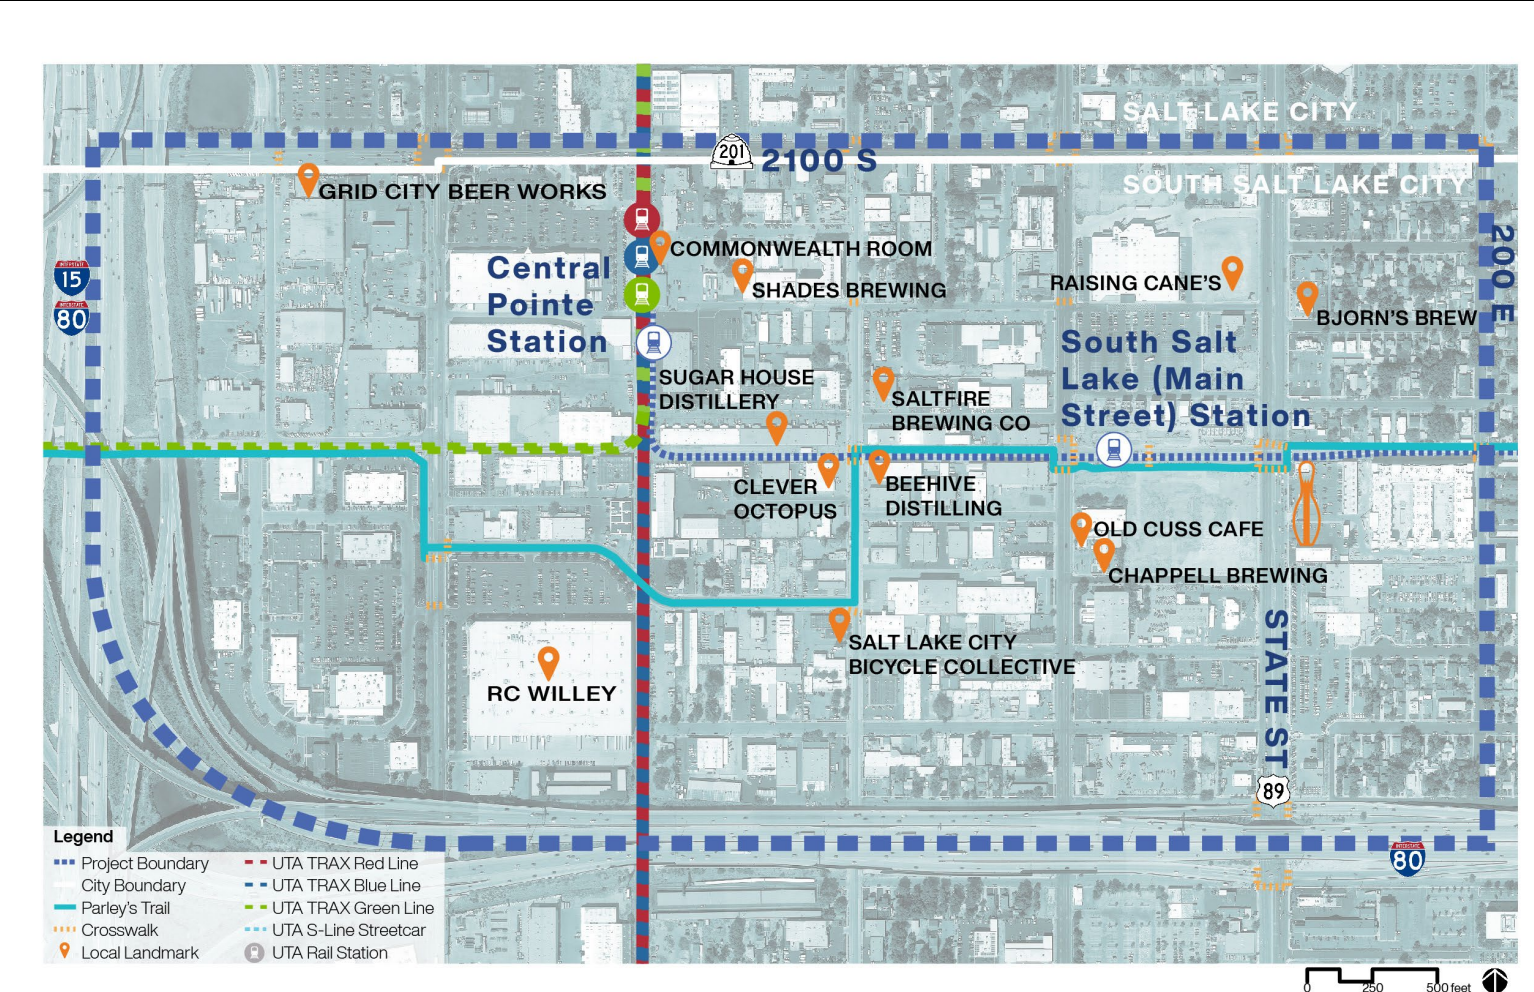 SALT LAKE CITY
201
2100 S
SOUTH SALT LAKE CITY
GRID CITY BEER WORKS
200 E
INTERSTATE
15
INTERSTATE
80
Central
Pointe
Station
COMMONWEALTH ROOM
SHADES BREWING
RAISING CANE'S
BJORN'S BREW
South Salt
Lake (Main
Street) Station
SUGAR HOUSE
DISTILLERY
SALTFIRE
BREWING CO
CLEVER
OCTOPUS
BEEHIVE
DISTILLING
OLD CUSS CAFE
CHAPPELL BREWING
SALT LAKE CITY
BICYCLE COLLECTIVE
RC WILLEY
STATE ST
89
INTERSTATE
80
Legend
Project Boundary
City Boundary
Parley's Trail
Crosswalk
Local Landmark
UTA TRAX Red Line
UTA TRAX Blue Line
UTA TRAX Green Line
UTA S-Line Streetcar
UTA Rail Station
0 250 500 feet